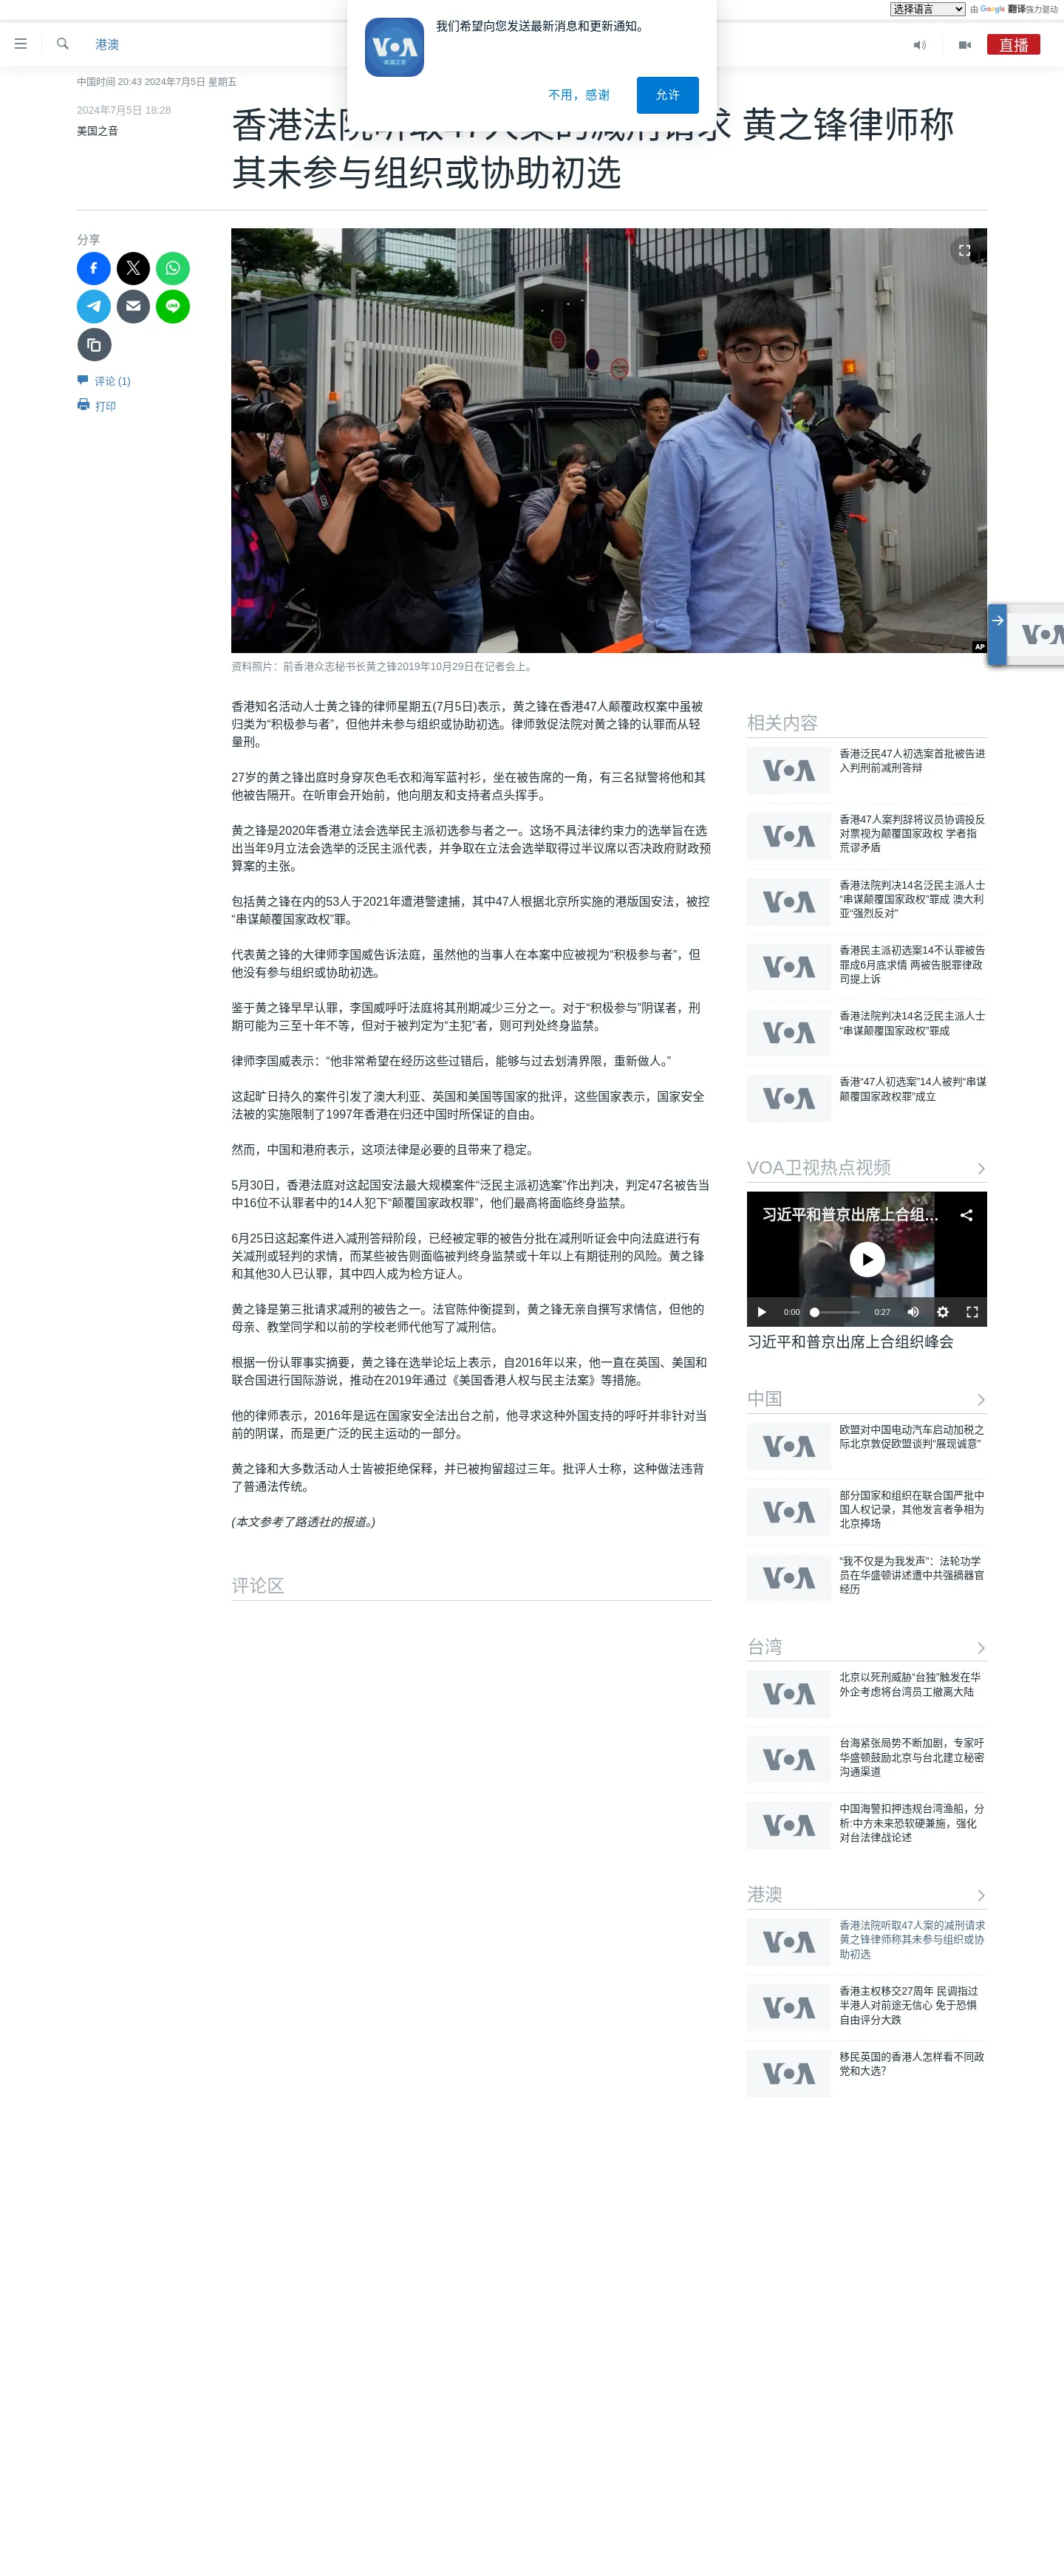 选择语言
由 Google 翻译强力驱动
我们希望向您发送最新消息和更新通知。
VOA
美国之音
不用，感谢
允许
港澳
直播
中国时间 20:43 2024年7月5日 星期五
2024年7月5日 18:28
美国之音
香港法院听取47人案的减刑请求 黄之锋律师称
其未参与组织或协助初选
分享
LINE
评论 (1)
打印
AP
VOA
资料照片：前香港众志秘书长黄之锋2019年10月29日在记者会上。
香港知名活动人士黄之锋的律师星期五(7月5日)表示，黄之锋在香港47人颠覆政权案中虽被
归类为“积极参与者”，但他并未参与组织或协助初选。律师敦促法院对黄之锋的认罪而从轻
量刑。
27岁的黄之锋出庭时身穿灰色毛衣和海军蓝衬衫，坐在被告席的一角，有三名狱警将他和其
他被告隔开。在听审会开始前，他向朋友和支持者点头挥手。
黄之锋是2020年香港立法会选举民主派初选参与者之一。这场不具法律约束力的选举旨在选
出当年9月立法会选举的泛民主派代表，并争取在立法会选举取得过半议席以否决政府财政预
算案的主张。
包括黄之锋在内的53人于2021年遭港警逮捕，其中47人根据北京所实施的港版国安法，被控
“串谋颠覆国家政权”罪。
代表黄之锋的大律师李国威告诉法庭，虽然他的当事人在本案中应被视为“积极参与者”，但
他没有参与组织或协助初选。
鉴于黄之锋早早认罪，李国威呼吁法庭将其刑期减少三分之一。对于“积极参与”阴谋者，刑
期可能为三至十年不等，但对于被判定为“主犯”者，则可判处终身监禁。
律师李国威表示：“他非常希望在经历这些过错后，能够与过去划清界限，重新做人。”
这起旷日持久的案件引发了澳大利亚、英国和美国等国家的批评，这些国家表示，国家安全
法被的实施限制了1997年香港在归还中国时所保证的自由。
然而，中国和港府表示，这项法律是必要的且带来了稳定。
5月30日，香港法庭对这起国安法最大规模案件“泛民主派初选案”作出判决，判定47名被告当
中16位不认罪者中的14人犯下“颠覆国家政权罪”，他们最高将面临终身监禁。
6月25日这起案件进入减刑答辩阶段，已经被定罪的被告分批在减刑听证会中向法庭进行有
关减刑或轻判的求情，而某些被告则面临被判终身监禁或十年以上有期徒刑的风险。黄之锋
和其他30人已认罪，其中四人成为检方证人。
黄之锋是第三批请求减刑的被告之一。法官陈仲衡提到，黄之锋无亲自撰写求情信，但他的
母亲、教堂同学和以前的学校老师代他写了减刑信。
根据一份认罪事实摘要，黄之锋在选举论坛上表示，自2016年以来，他一直在英国、美国和
联合国进行国际游说，推动在2019年通过《美国香港人权与民主法案》等措施。
他的律师表示，2016年是远在国家安全法出台之前，他寻求这种外国支持的呼吁并非针对当
前的阴谋，而是更广泛的民主运动的一部分。
黄之锋和大多数活动人士皆被拒绝保释，并已被拘留超过三年。批评人士称，这种做法违背
了普通法传统。
(本文参考了路透社的报道。)
评论区
相关内容
VOA
香港泛民47人初选案首批被告进
入判刑前减刑答辩
VOA
香港47人案判辞将议员协调投反
对票视为颠覆国家政权 学者指
荒谬矛盾
VOA
香港法院判决14名泛民主派人士
“串谋颠覆国家政权”罪成 澳大利
亚“强烈反对”
VOA
香港民主派初选案14不认罪被告
罪成6月底求情 两被告脱罪律政
司提上诉
VOA
香港法院判决14名泛民主派人士
“串谋颠覆国家政权”罪成
VOA
香港“47人初选案”14人被判“串谋
颠覆国家政权罪”成立
VOA卫视热点视频
习近平和普京出席上合组...
0:00
0:27
习近平和普京出席上合组织峰会
中国
VOA
欧盟对中国电动汽车启动加税之
际北京敦促欧盟谈判“展现诚意”
VOA
部分国家和组织在联合国严批中
国人权记录，其他发言者争相为
北京捧场
VOA
“我不仅是为我发声”：法轮功学
员在华盛顿讲述遭中共强摘器官
经历
台湾
VOA
北京以死刑威胁“台独”触发在华
外企考虑将台湾员工撤离大陆
VOA
台海紧张局势不断加剧，专家吁
华盛顿鼓励北京与台北建立秘密
沟通渠道
VOA
中国海警扣押违规台湾渔船，分
析:中方未来恐软硬兼施，强化
对台法律战论述
港澳
VOA
香港法院听取47人案的减刑请求
黄之锋律师称其未参与组织或协
助初选
VOA
香港主权移交27周年 民调指过
半港人对前途无信心 免于恐惧
自由评分大跌
VOA
移民英国的香港人怎样看不同政
党和大选？